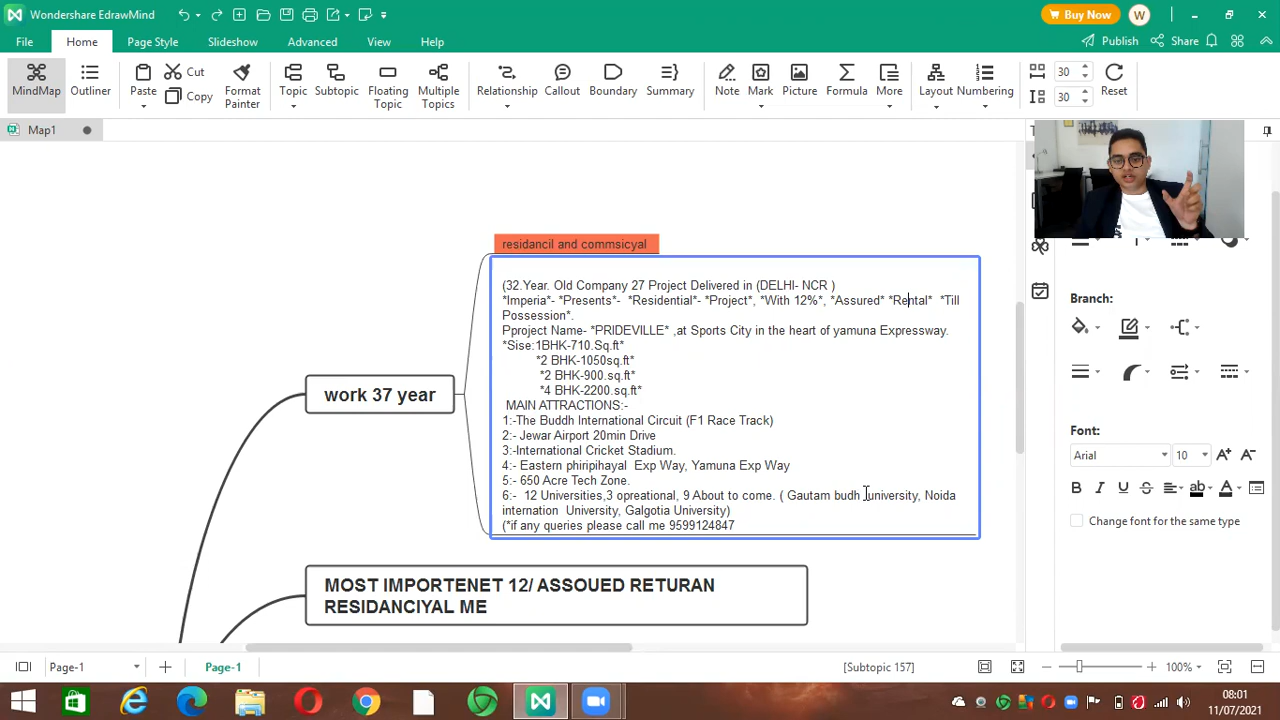 Wondershare EdrawMind
Buy Now
W
File
Home
Page Style
Slideshow
Advanced
View
Help
Publish
Share
MindMap
Outliner
Paste
Cut
Copy
Format Painter
Topic
Subtopic
Floating Topic
Multiple Topics
Relationship
Callout
Boundary
Summary
Note
Mark
Picture
Formula
More
Layout
Numbering
30
30
Reset
Map1
residancil and commsicyal
(32.Year. Old Company 27 Project Delivered in (DELHI- NCR )
*Imperia*- *Presents*- *Residential*- *Project*, *With 12%*, *Assured* *Rental* *Till
Possession*.
Pproject Name- *PRIDEVILLE* ,at Sports City in the heart of yamuna Expressway.
*Sise:1BHK-710.Sq.ft*
*2 BHK-1050sq.ft*
*2 BHK-900.sq.ft*
*4 BHK-2200.sq.ft*
MAIN ATTRACTIONS:-
1:-The Buddh International Circuit (F1 Race Track)
2:- Jewar Airport 20min Drive
3:-International Cricket Stadium.
4:- Eastern phiripihayal Exp Way, Yamuna Exp Way
5:- 650 Acre Tech Zone.
6:- 12 Universities,3 opreational, 9 About to come. ( Gautam budh university, Noida
internation University, Galgotia University)
(*if any queries please call me 9599124847
work 37 year
MOST IMPORTENET 12/ ASSOUED RETURAN
RESIDANCIYAL ME
Branch:
Font:
Arial
10
A+
A-
B
I
U
S
ab
A
Change font for the same style
Page-1
Page-1
[Subtopic 157]
100%
08:01
11/07/2021